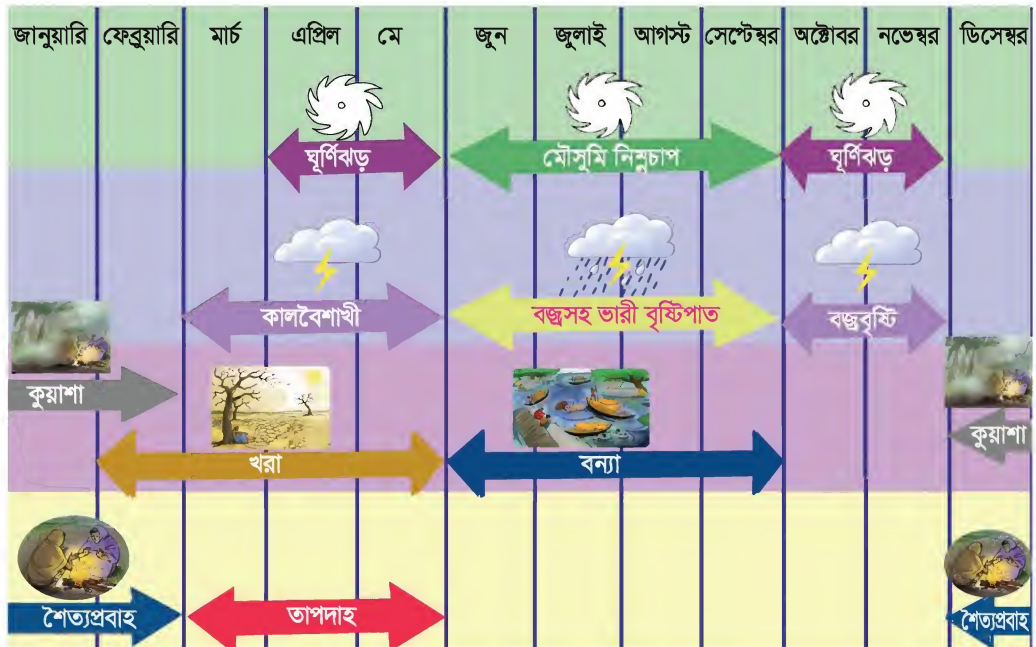 জানুয়ারি ফেব্রুয়ারি মার্চ এপ্রিল মে জুন জুলাই আগস্ট সেপ্টেম্বর অক্টোবর নভেম্বর ডিসেম্বর
ঘূর্ণিঝড় মৌসুমি নিম্নচাপ ঘূর্ণিঝড়
কালবৈশাখী বজ্রসহ ভারী বৃষ্টিপাত বজ্রবৃষ্টি
কুয়াশা
কুয়াশা
খরা বন্যা
শৈত্যপ্রবাহ তাপদাহ শৈত্যপ্রবাহ